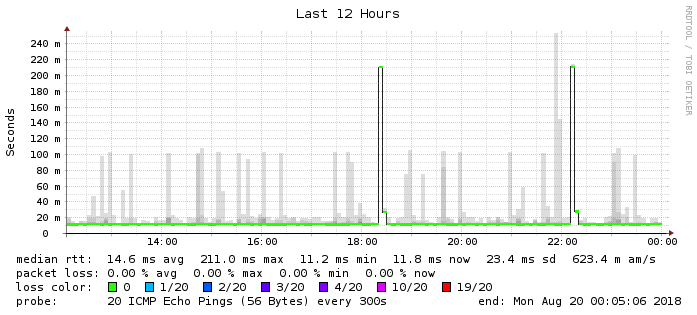 Last 12 Hours
RRDTOOL / TOBI OETIKER
Seconds
240 m
220 m
200 m
180 m
160 m
140 m
120 m
100 m
80 m
60 m
40 m
20 m
0
14:00 16:00 18:00 20:00 22:00 00:00
median rtt: 14.6 ms avg 211.0 ms max 11.2 ms min 11.8 ms now 23.4 ms sd 623.4 m am/s
packet loss: 0.00 % avg 0.00 % max 0.00 % min 0.00 % now
loss color: 0 1/20 2/20 3/20 4/20 10/20 19/20
probe: 20 ICMP Echo Pings (56 Bytes) every 300s end: Mon Aug 20 00:05:06 2018